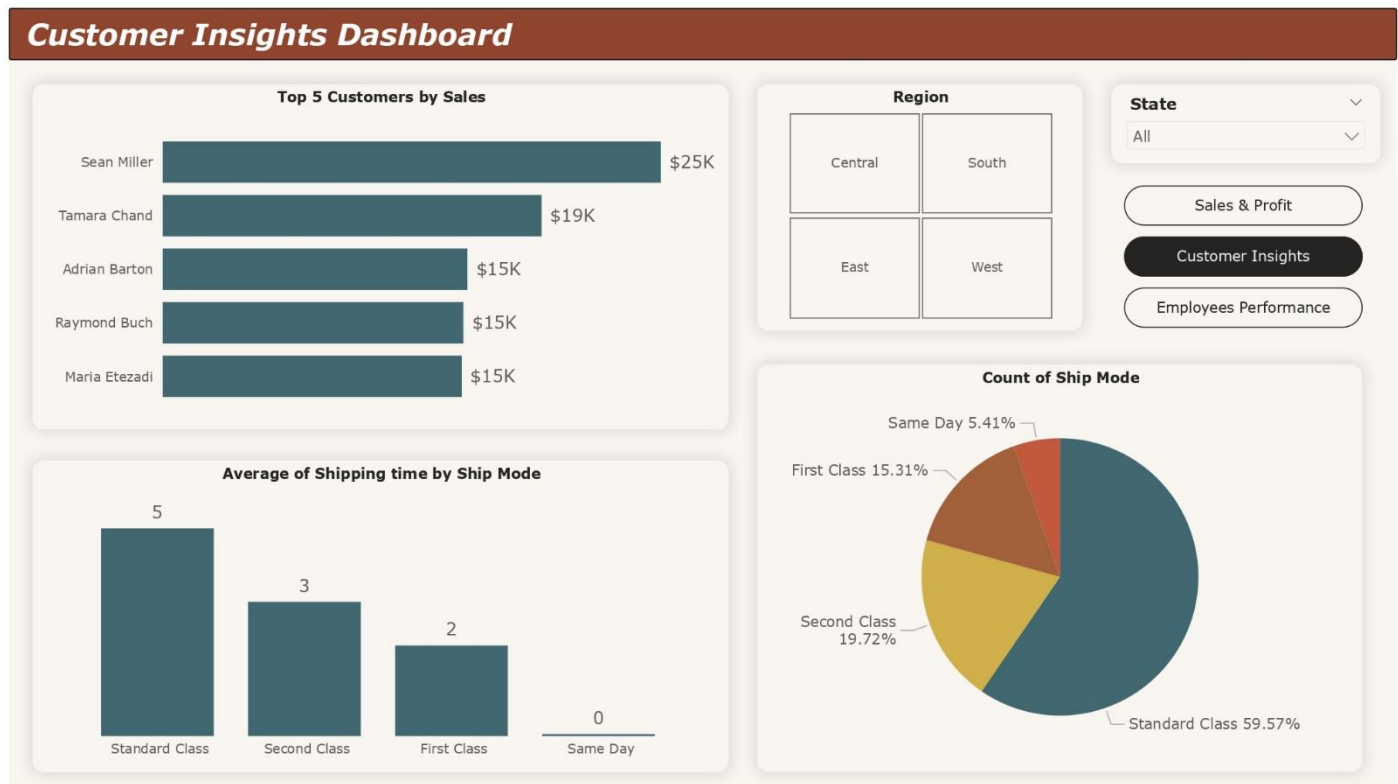 Customer Insights Dashboard
Top 5 Customers by Sales
Sean Miller
$25K
Tamara Chand
$19K
Adrian Barton
$15K
Raymond Buch
$15K
Maria Etezadi
$15K
Region
Central
South
East
West
State
All
Sales & Profit
Customer Insights
Employees Performance
Average of Shipping time by Ship Mode
5
3
2
0
Standard Class
Second Class
First Class
Same Day
Count of Ship Mode
Same Day 5.41%
First Class 15.31%
Second Class
19.72%
Standard Class 59.57%